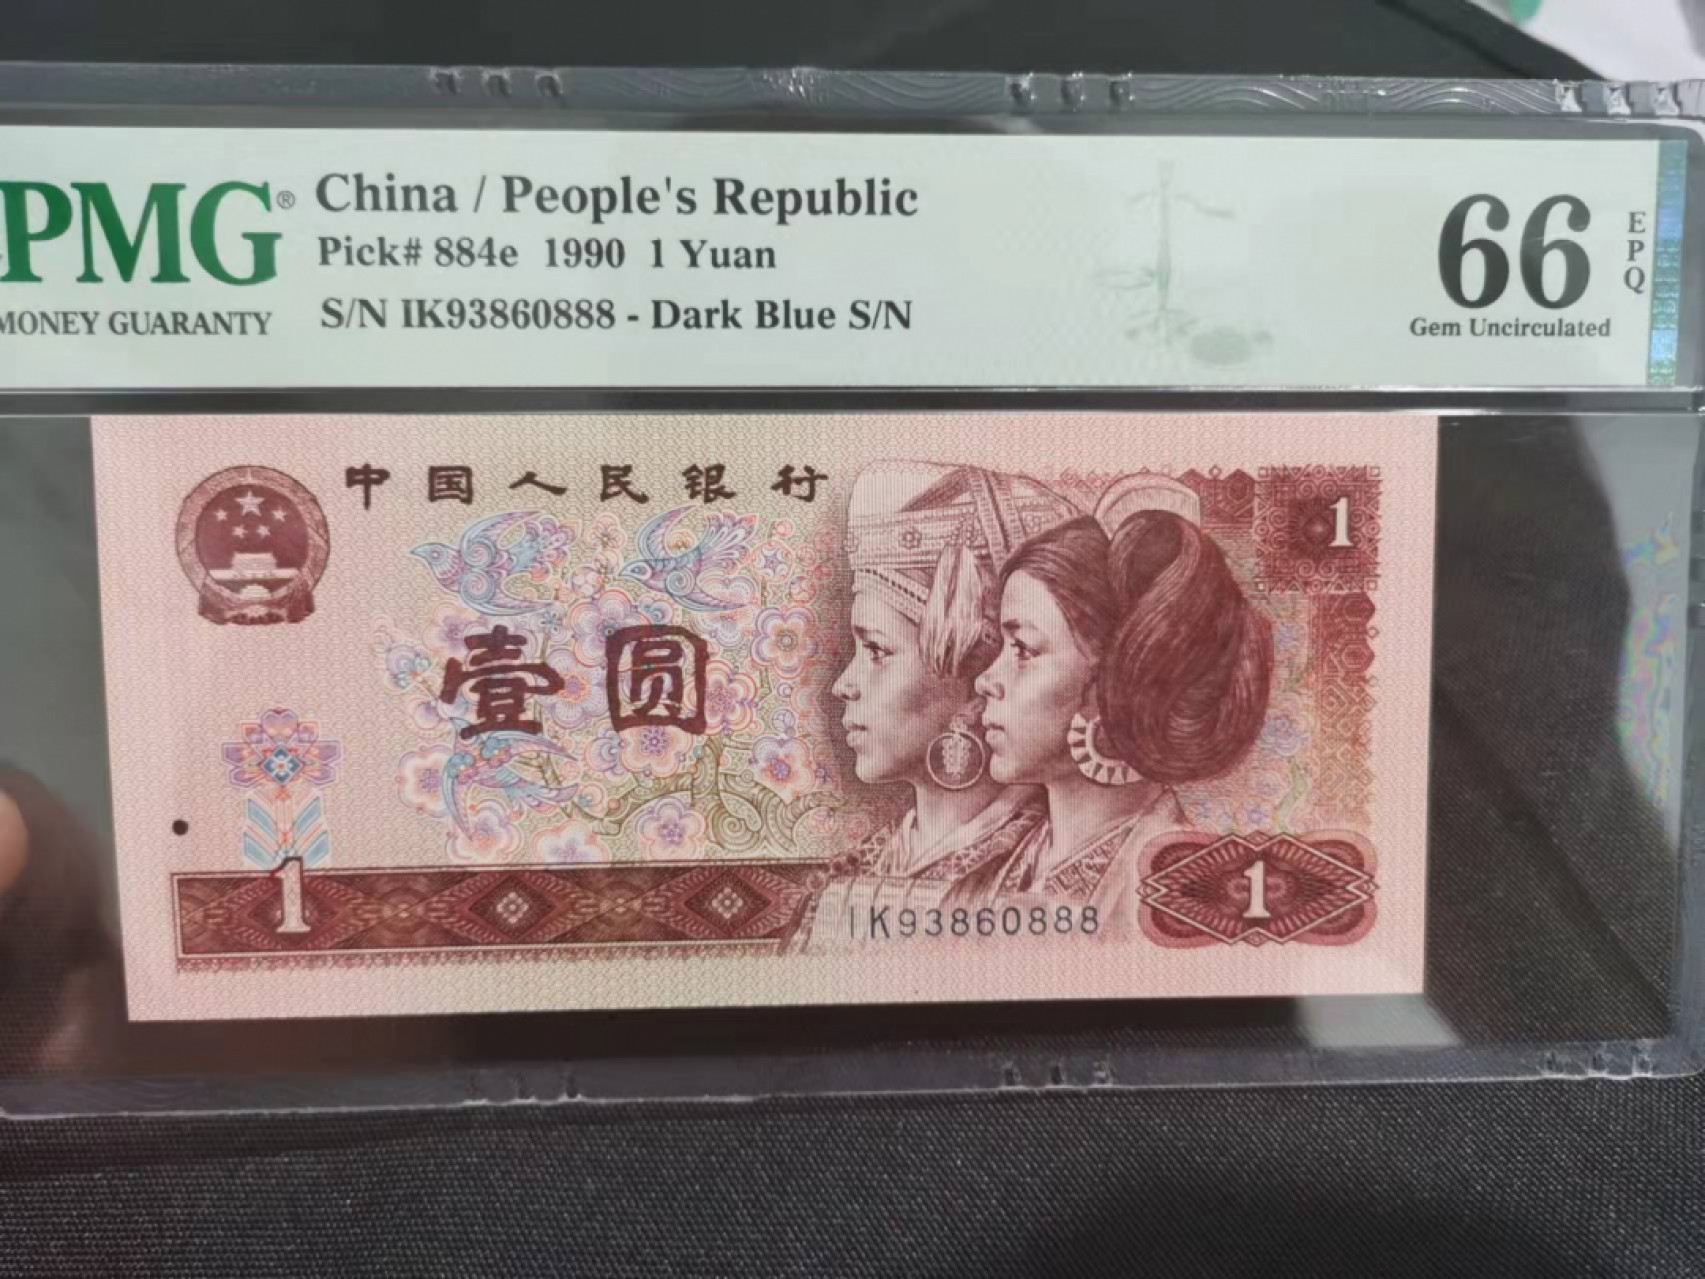 PMG®
MONEY GUARANTY
China / People's Republic
Pick# 884e 1990 1 Yuan
S/N IK93860888 - Dark Blue S/N
66
EPQ
Gem Uncirculated
中国人民银行
1
壹圆
1
IK93860888
1